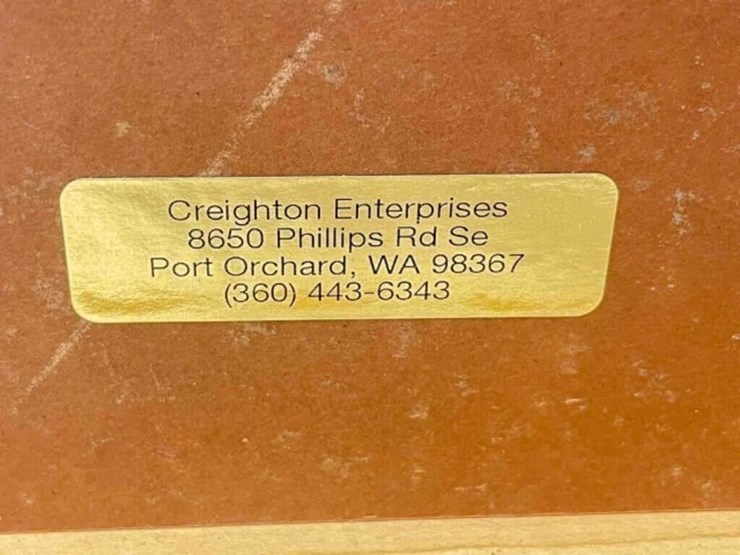 Creighton Enterprises
8650 Phillips Rd Se
Port Orchard, WA 98367
(360) 443-6343